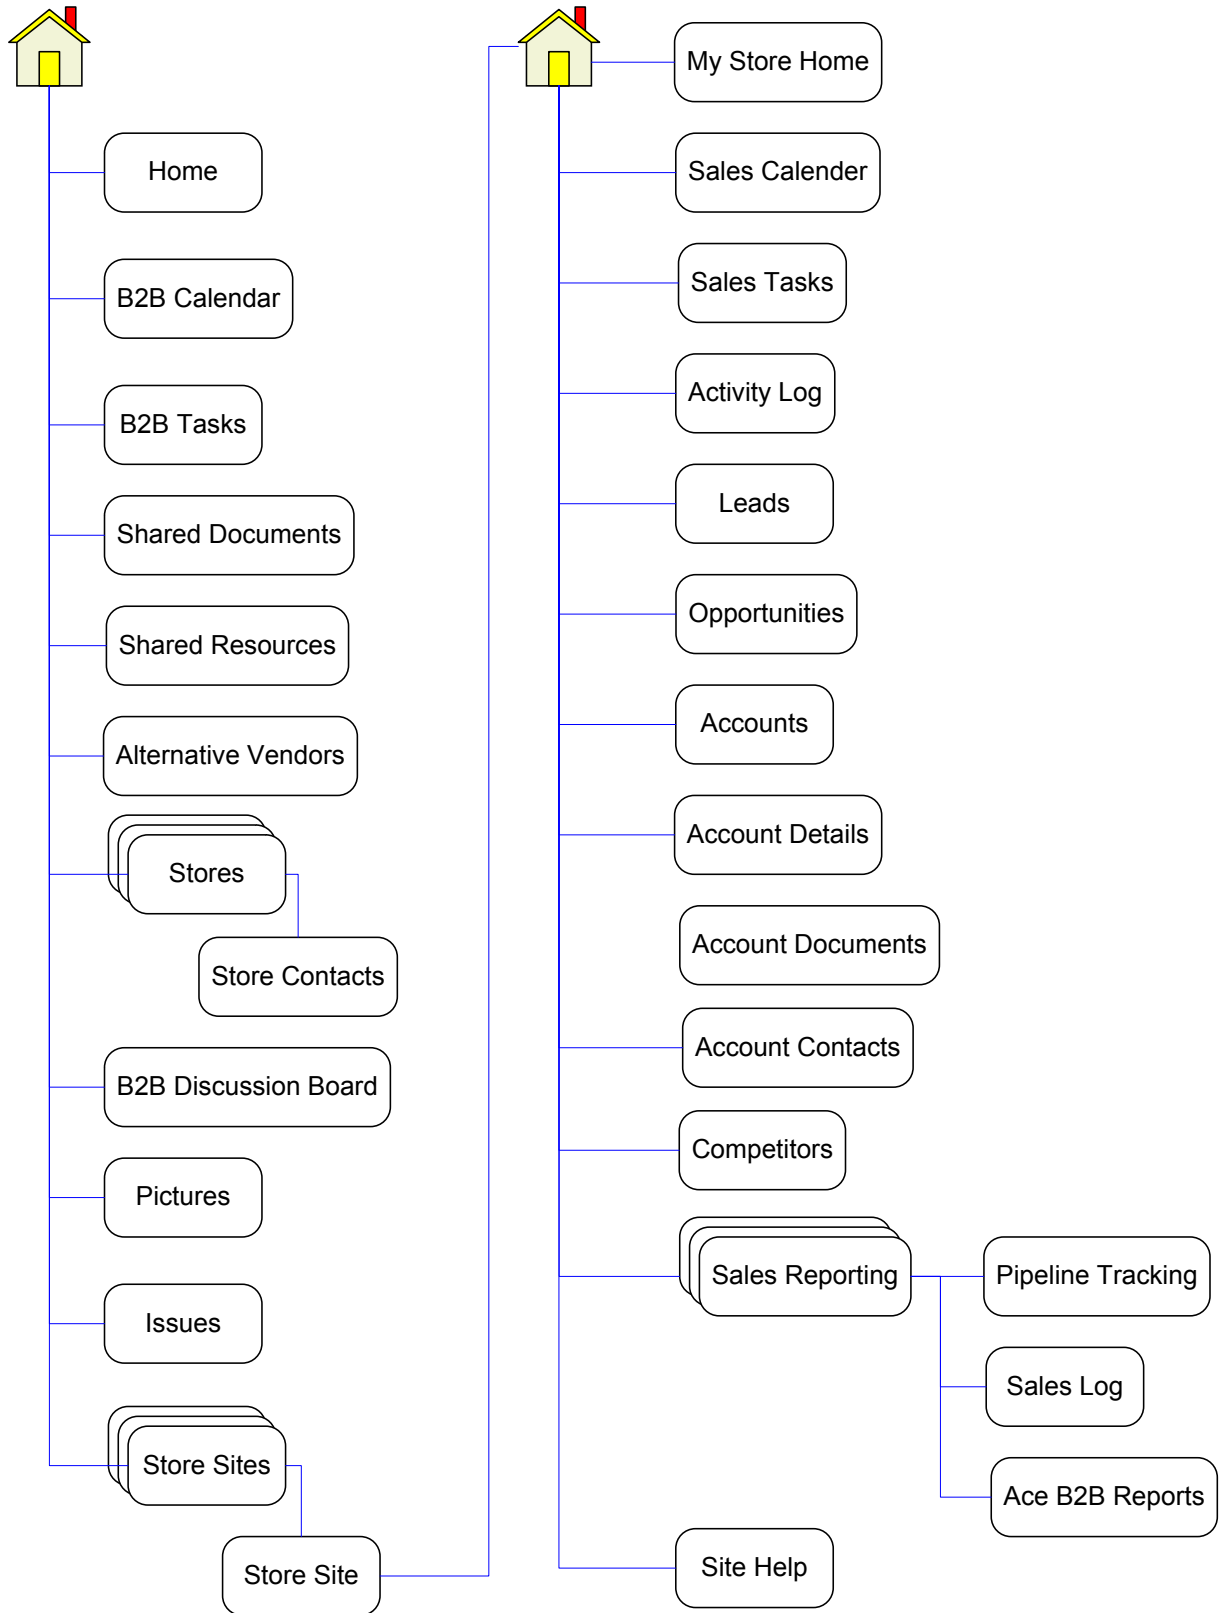 Home
B2B Calendar
B2B Tasks
Shared Documents
Shared Resources
Alternative Vendors
Stores
Store Contacts
B2B Discussion Board
Pictures
Issues
Store Sites
Store Site
My Store Home
Sales Calender
Sales Tasks
Activity Log
Leads
Opportunities
Accounts
Account Details
Account Documents
Account Contacts
Competitors
Sales Reporting
Pipeline Tracking
Sales Log
Ace B2B Reports
Site Help